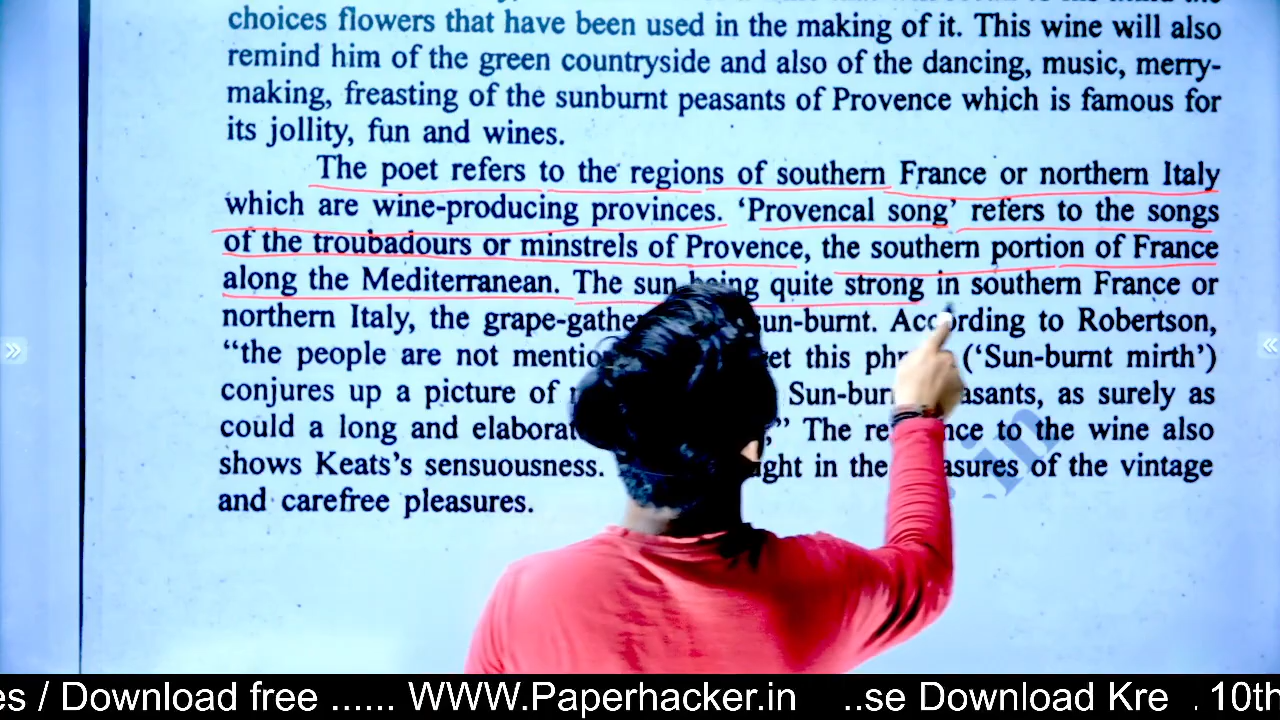 choices flowers that have been used in the making of it. This wine will also
remind him of the green countryside and also of the dancing, music, merry-
making, freasting of the sunburnt peasants of Provence which is famous for
its jollity, fun and wines.
The poet refers to the regions of southern France or northern Italy
which are wine-producing provinces. ‘Provencal song’ refers to the songs
of the troubadours or minstrels of Provence, the southern portion of France
along the Mediterranean. The sun being quite strong in southern France or
northern Italy, the sun-burnt. According to Robertson,
“the people are not this (‘Sun-burnt mirth’)
conjures up a picture of as surely as
could a long and The to the wine also
shows Keats's sensuousness. in the of the vintage
and carefree pleasures.
es / Download free ...... WWW.Paperhacker.in ..se Download Kre . 10th